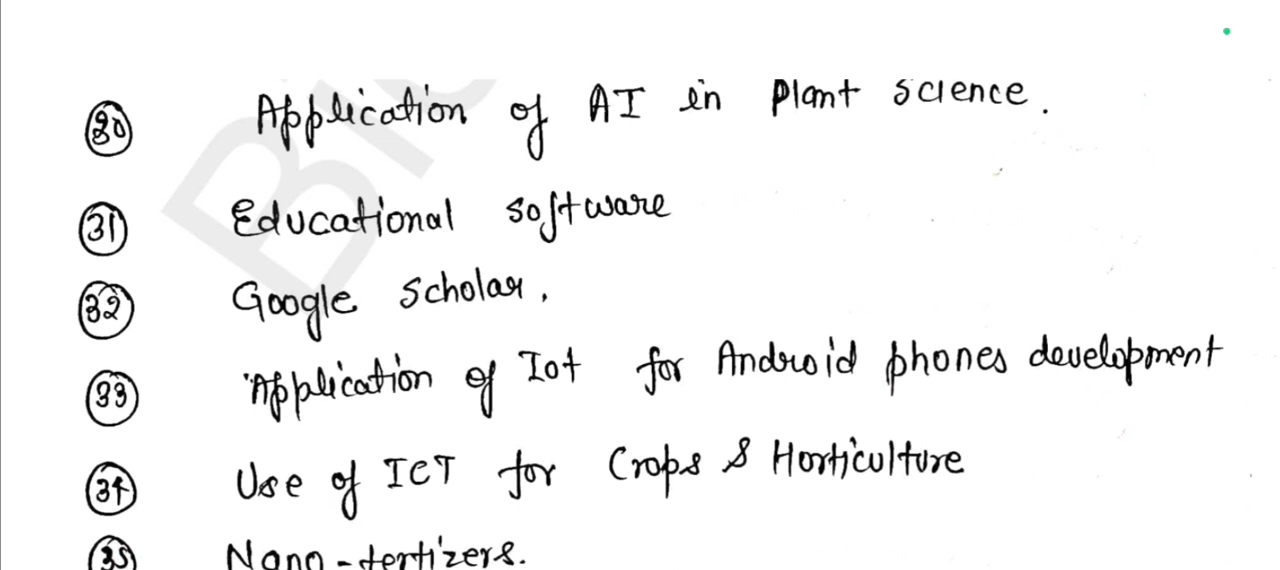 30 Application of AI in Plant Science.
31 Educational software
32 Google Scholar.
33 Application of Iot for Android phones development
34 Use of ICT for Crops & Horticulture
35 Nano-fertizers.